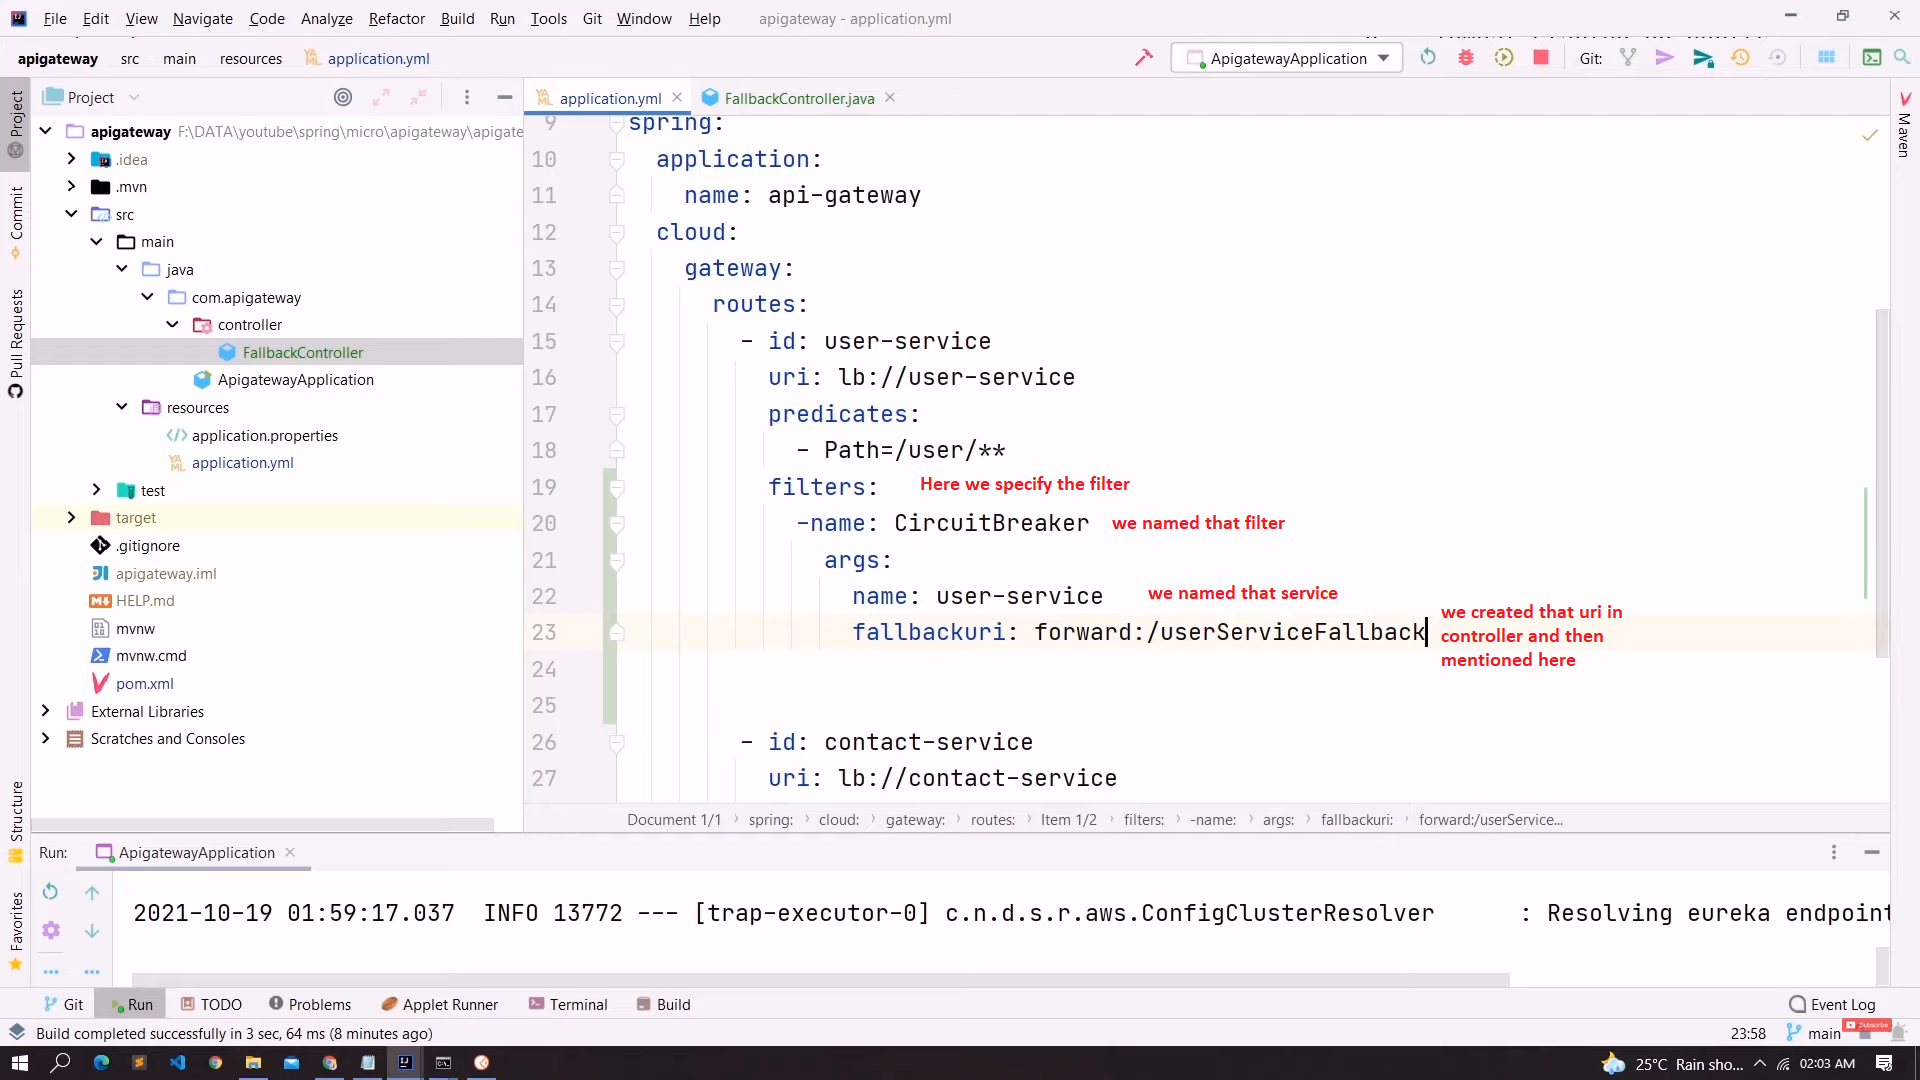 File Edit View Navigate Code Analyze Refactor Build Run Tools Git Window Help apigateway - application.yml
apigateway src main resources application.yml ApigatewayApplication Git:
Project
application.yml FallbackController.java
Project
Commit
Pull Requests
Structure
Favorites
Maven
apigateway F:\DATA\youtube\spring\micro\apigateway\apigate
.idea
.mvn
src
main
java
com.apigateway
controller
FallbackController
ApigatewayApplication
resources
application.properties
application.yml
test
target
.gitignore
apigateway.iml
HELP.md
mvnw
mvnw.cmd
pom.xml
External Libraries
Scratches and Consoles
9 spring:
10 application:
11 name: api-gateway
12 cloud:
13 gateway:
14 routes:
15 - id: user-service
16 uri: lb://user-service
17 predicates:
18 - Path=/user/**
19 filters: Here we specify the filter
20 -name: CircuitBreaker we named that filter
21 args:
22 name: user-service we named that service
23 fallbackuri: forward:/userServiceFallback
we created that uri in
controller and then
mentioned here
24
25
26 - id: contact-service
27 uri: lb://contact-service
Document 1/1 spring: cloud: gateway: routes: Item 1/2 filters: -name: args: fallbackuri: forward:/userService...
Run: ApigatewayApplication
2021-10-19 01:59:17.037 INFO 13772 --- [trap-executor-0] c.n.d.s.r.aws.ConfigClusterResolver : Resolving eureka endpoint
Git Run TODO Problems Applet Runner Terminal Build Event Log
Build completed successfully in 3 sec, 64 ms (8 minutes ago) 23:58 main
Subscribe
25°C Rain sho... 02:03 AM